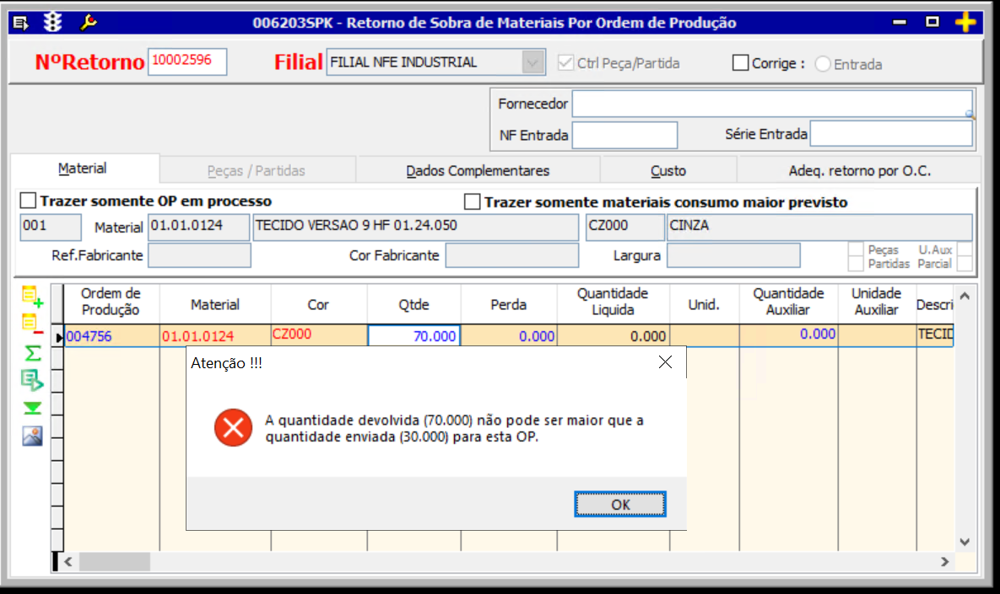 006203SPK - Retorno de Sobra de Materiais Por Ordem de Produção
NºRetorno 10002596 Filial FILIAL NFE INDUSTRIAL Ctrl Peça/Partida Corrige : Entrada
Fornecedor
NF Entrada Série Entrada
Material Peças / Partidas Dados Complementares Custo Adeq. retorno por O.C.
Trazer somente OP em processo Trazer somente materiais consumo maior previsto
001 Material 01.01.0124 TECIDO VERSAO 9 HF 01.24.050 CZ000 CINZA
Ref.Fabricante Cor Fabricante Largura
Peças U.Aux
Partidas Parcial
Ordem de Produção Material Cor Qtde Perda Quantidade Liquida Unid. Quantidade Auxiliar Unidade Auxiliar Descri
004756 01.01.0124 CZ000 70.000 0.000 0.000 0.000 TECID
Atenção !!!
A quantidade devolvida (70.000) não pode ser maior que a
quantidade enviada (30.000) para esta OP.
OK